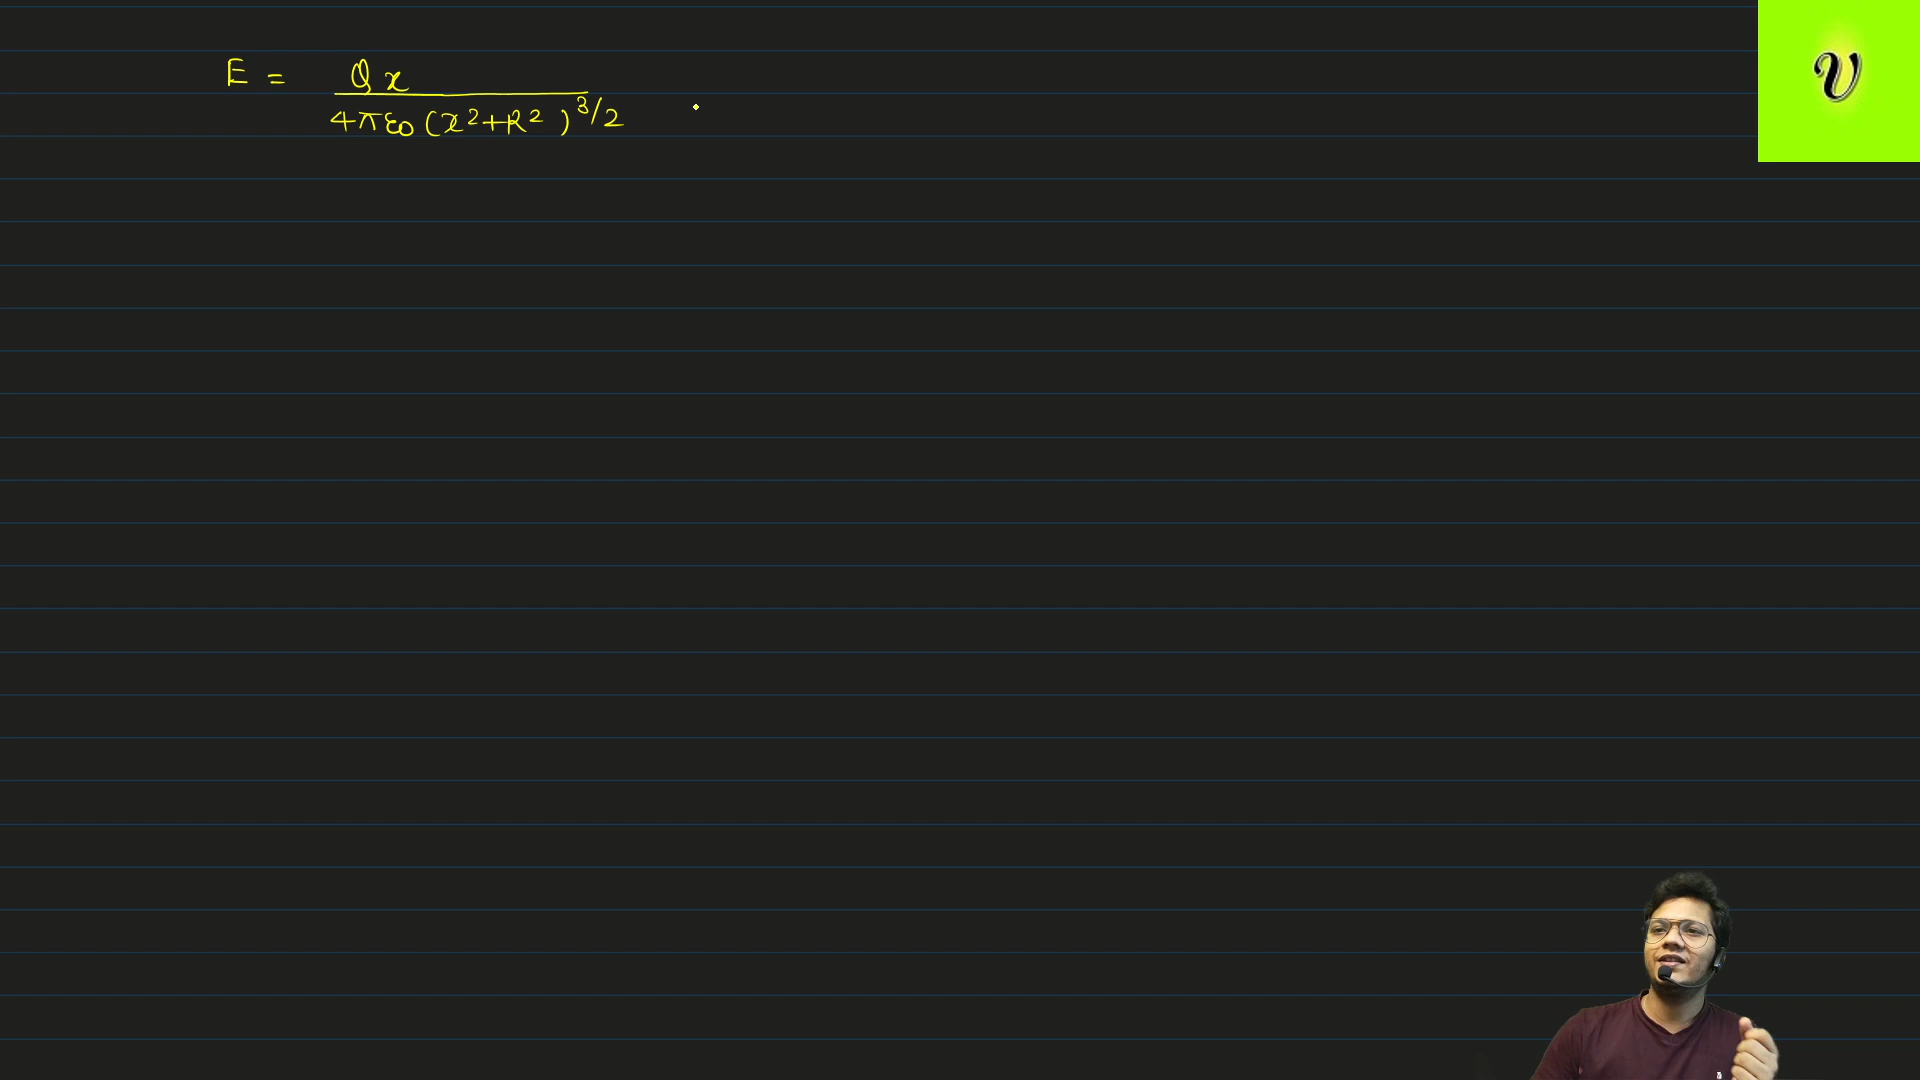 E = Qx / 4πε0 (x²+R²)^3/2
v